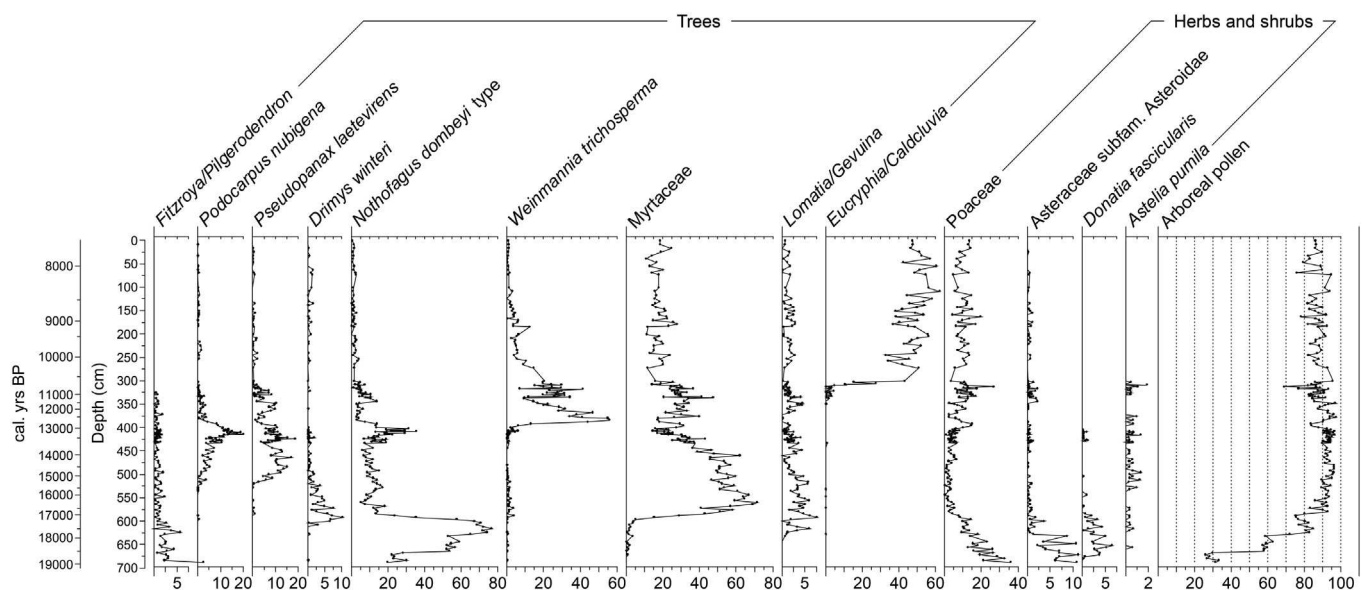 Trees
Herbs and shrubs
Fitzroya/Pilgerodendron
Podocarpus nubigena
Pseudopanax laetevirens
Drimys winteri
Nothofagus dombeyi type
Weinmannia trichosperma
Myrtaceae
Lomatia/Gevuina
Eucryphia/Caldcluvia
Poaceae
Asteraceae subfam. Asteroidae
Donatia fascicularis
Astelia pumila
Arboreal pollen
cal. yrs BP
8000
9000
10000
11000
12000
13000
14000
15000
16000
17000
18000
19000
Depth (cm)
0
50
100
150
200
250
300
350
400
450
500
550
600
650
700
5
10 20
10 20
5 10
20 40 60 80
20 40 60
0 10 20 30 40 50 60 70 80
5
20 40 60
20 40
5 10
5
2
0 20 40 60 80 100